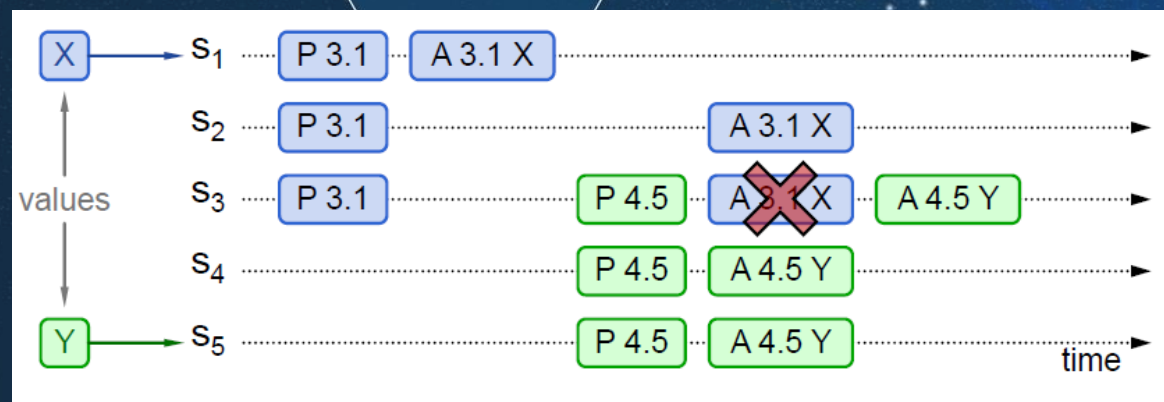 X S1 P 3.1 A 3.1 X
S2 P 3.1 A 3.1 X
values S3 P 3.1 P 4.5 A 3.1 X A 4.5 Y
S4 P 4.5 A 4.5 Y
Y S5 P 4.5 A 4.5 Y
time